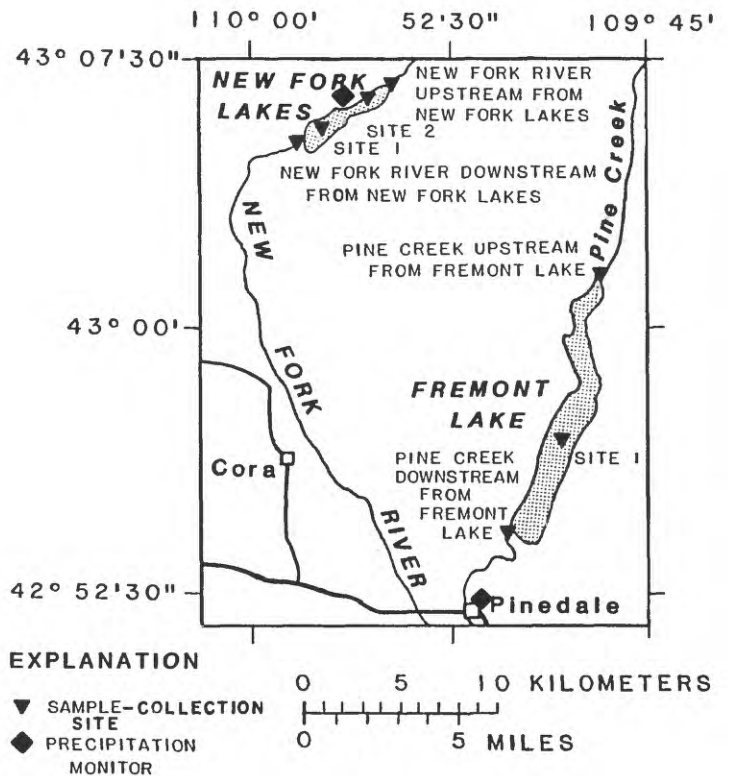 110° 00'
52'30"
109° 45'
43° 07'30"
NEW FORK
LAKES
NEW FORK RIVER
UPSTREAM FROM
NEW FORK LAKES
SITE 2
SITE 1
NEW FORK RIVER DOWNSTREAM
FROM NEW FORK LAKES
Pine Creek
NEW
FORK
RIVER
PINE CREEK UPSTREAM
FROM FREMONT LAKE
43° 00'
FREMONT
LAKE
SITE 1
Cora
PINE CREEK
DOWNSTREAM
FROM
FREMONT
LAKE
42° 52'30"
Pinedale
EXPLANATION
SAMPLE-COLLECTION
SITE
PRECIPITATION
MONITOR
0 5 10 KILOMETERS
0 5 MILES